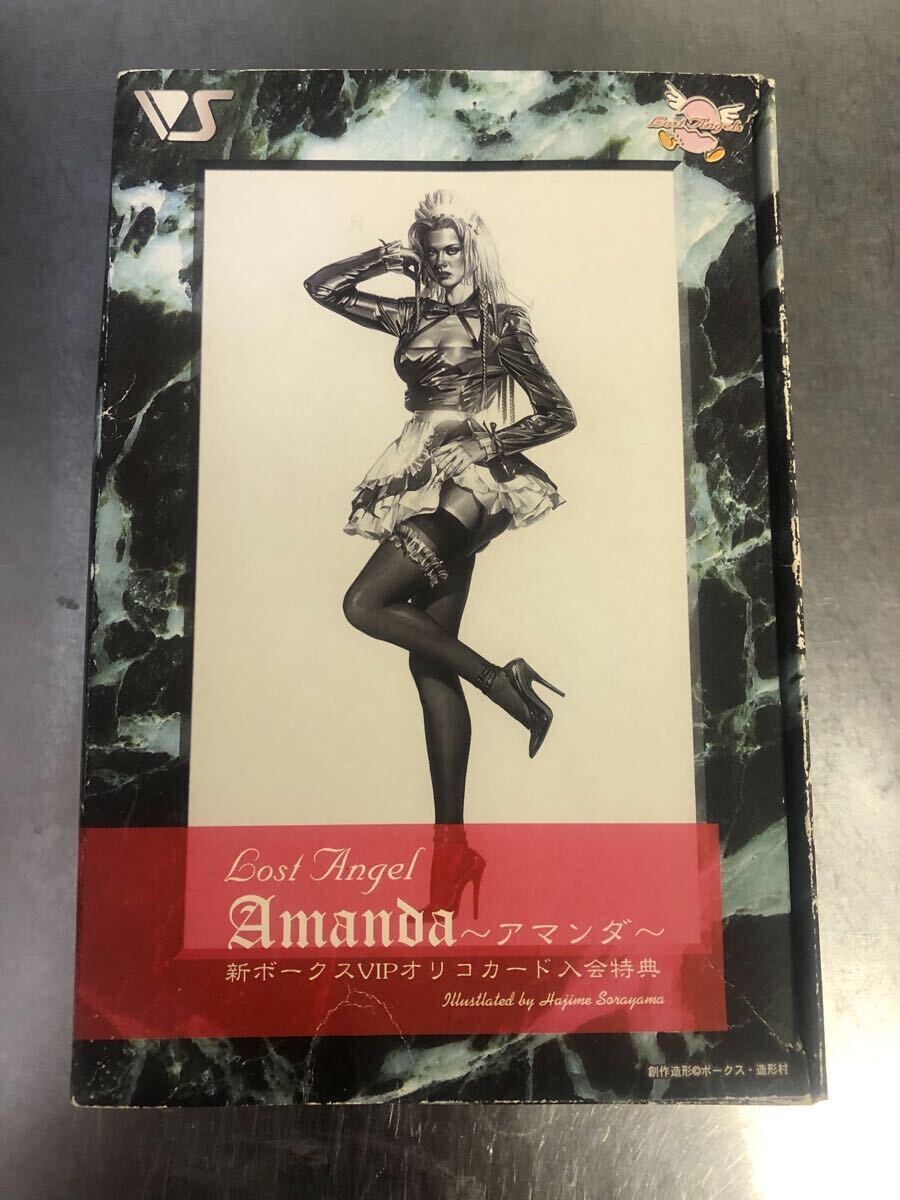 VS
Lost Angels
Lost Angel
Amanda～アマンダ～
新ボークスVIPオリコカード入会特典
Illustlated by Hajime Sorayama
創作造形©ボークス・造形村